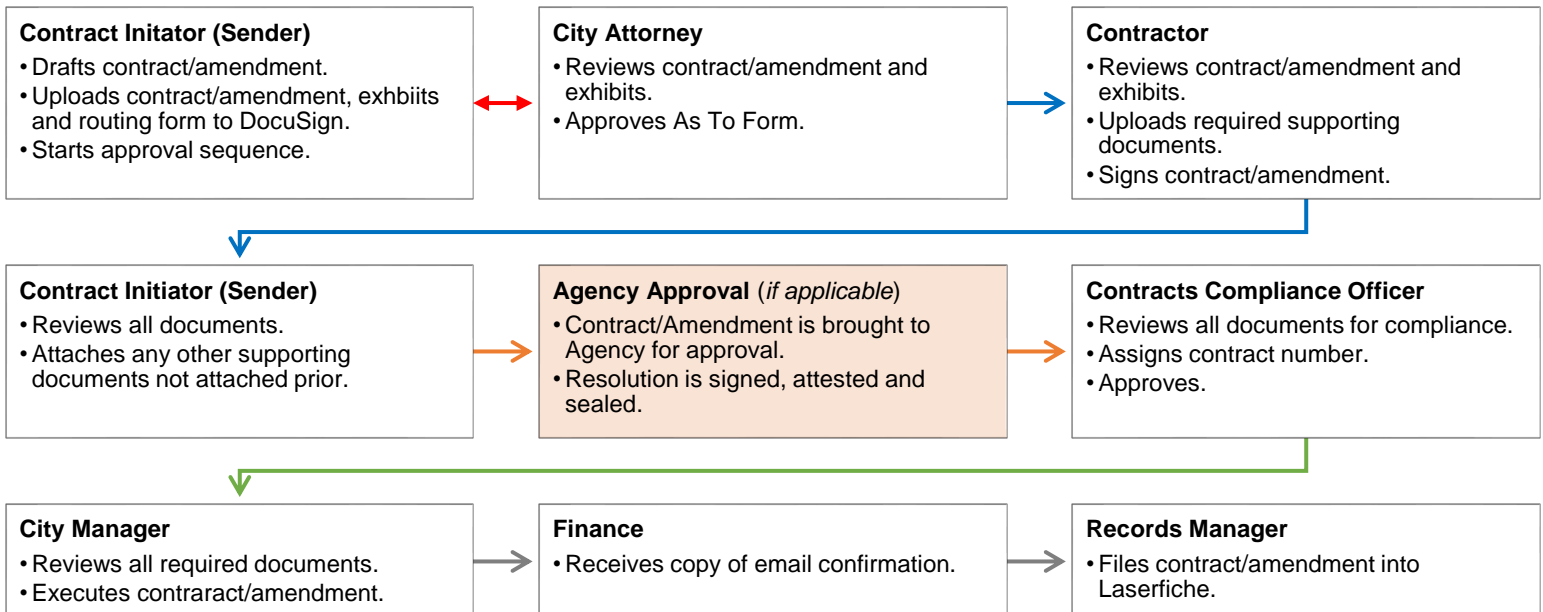 Contract Initator (Sender)
• Drafts contract/amendment.
• Uploads contract/amendment, exhbiits
and routing form to DocuSign.
• Starts approval sequence.
City Attorney
• Reviews contract/amendment and
exhibits.
• Approves As To Form.
Contractor
• Reviews contract/amendment and
exhibits.
• Uploads required supporting
documents.
• Signs contract/amendment.
Contract Initiator (Sender)
• Reviews all documents.
• Attaches any other supporting
documents not attached prior.
Agency Approval (if applicable)
• Contract/Amendment is brought to
Agency for approval.
• Resolution is signed, attested and
sealed.
Contracts Compliance Officer
• Reviews all documents for compliance.
• Assigns contract number.
• Approves.
City Manager
• Reviews all required documents.
• Executes contraract/amendment.
Finance
• Receives copy of email confirmation.
Records Manager
• Files contract/amendment into
Laserfiche.